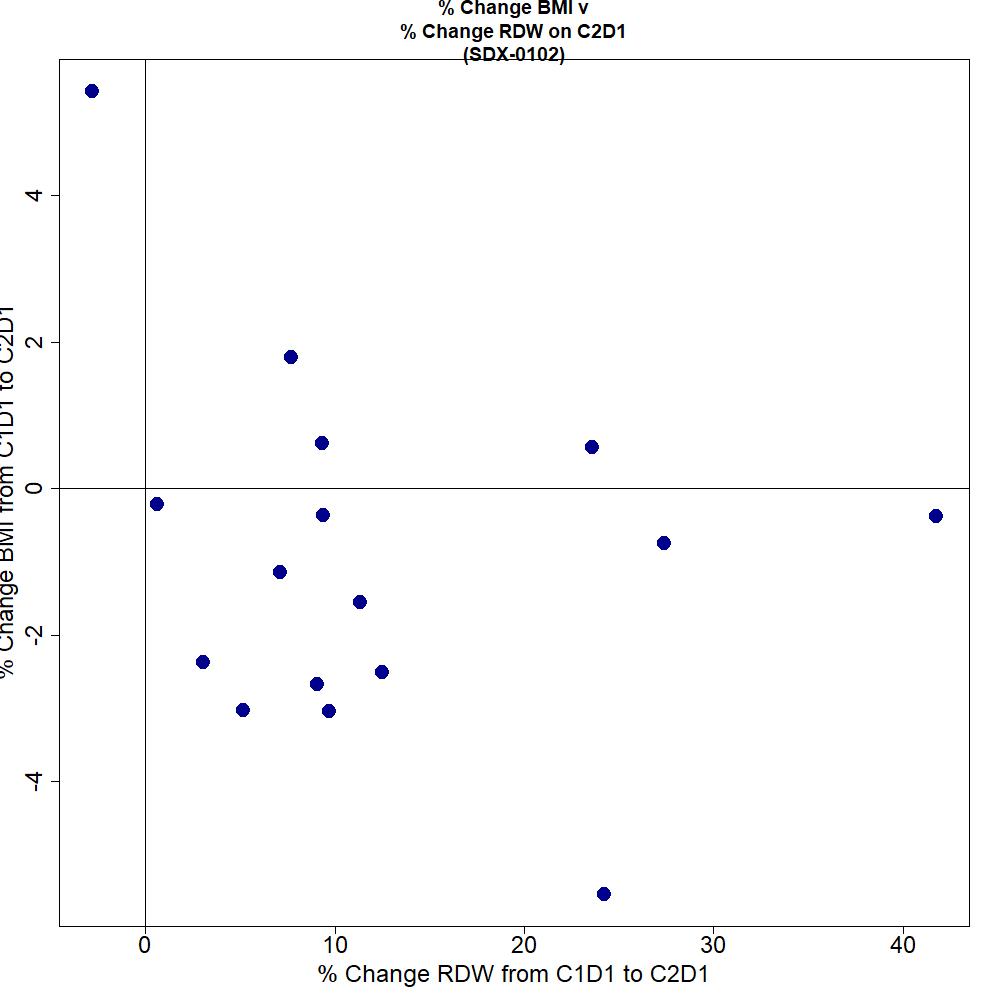 % Change BMI v
% Change RDW on C2D1
(SDX-0102)
% Change BMI from C1D1 to C2D1
4
2
0
-2
-4
0 10 20 30 40
% Change RDW from C1D1 to C2D1